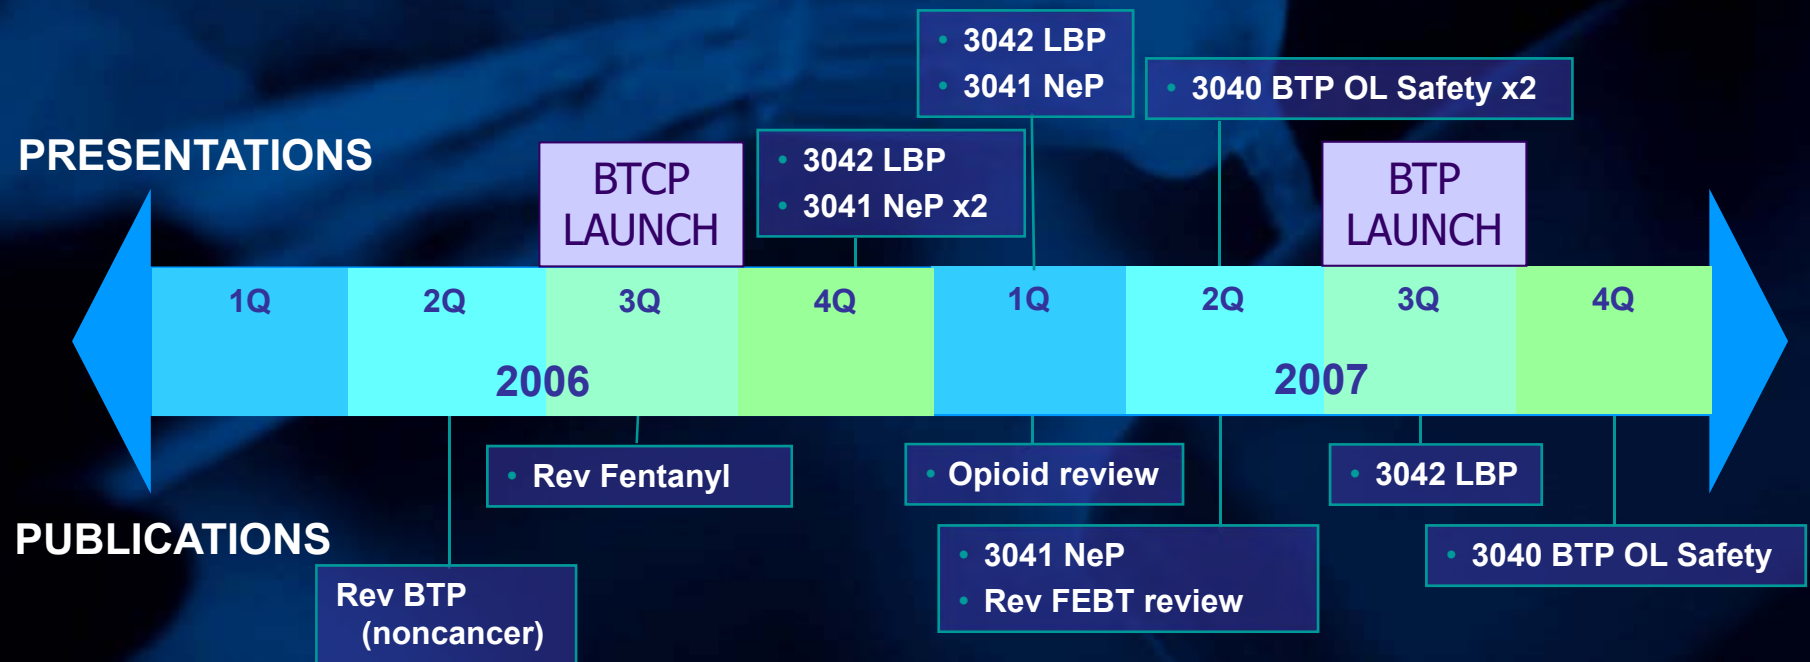 • 3042 LBP
• 3041 NeP
• 3040 BTP OL Safety x2
PRESENTATIONS
BTCP
LAUNCH
• 3042 LBP
• 3041 NeP x2
BTP
LAUNCH
1Q 2Q 3Q 4Q 1Q 2Q 3Q 4Q
2006 2007
• Rev Fentanyl
• Opioid review
• 3042 LBP
PUBLICATIONS
Rev BTP
(noncancer)
• 3041 NeP
• Rev FEBT review
• 3040 BTP OL Safety